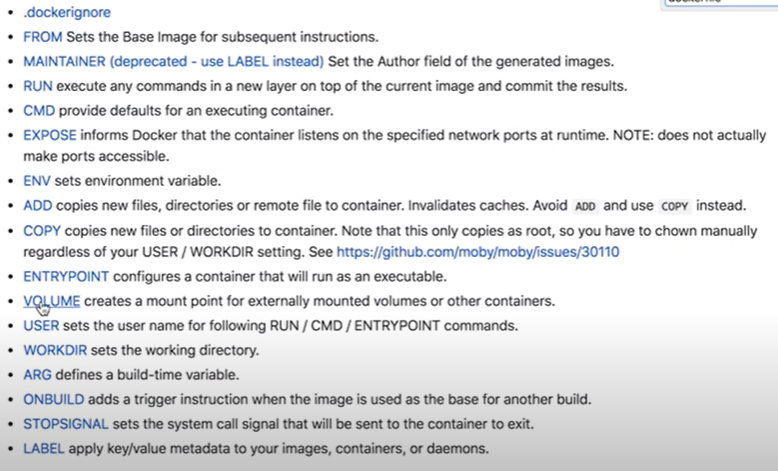 .dockerignore
FROM Sets the Base Image for subsequent instructions.
MAINTAINER (deprecated - use LABEL instead) Set the Author field of the generated images.
RUN execute any commands in a new layer on top of the current image and commit the results.
CMD provide defaults for an executing container.
EXPOSE informs Docker that the container listens on the specified network ports at runtime. NOTE: does not actually
make ports accessible.
ENV sets environment variable.
ADD copies new files, directories or remote file to container. Invalidates caches. Avoid ADD and use COPY instead.
COPY copies new files or directories to container. Note that this only copies as root, so you have to chown manually
regardless of your USER / WORKDIR setting. See https://github.com/moby/moby/issues/30110
ENTRYPOINT configures a container that will run as an executable.
VOLUME creates a mount point for externally mounted volumes or other containers.
USER sets the user name for following RUN / CMD / ENTRYPOINT commands.
WORKDIR sets the working directory.
ARG defines a build-time variable.
ONBUILD adds a trigger instruction when the image is used as the base for another build.
STOPSIGNAL sets the system call signal that will be sent to the container to exit.
LABEL apply key/value metadata to your images, containers, or daemons.